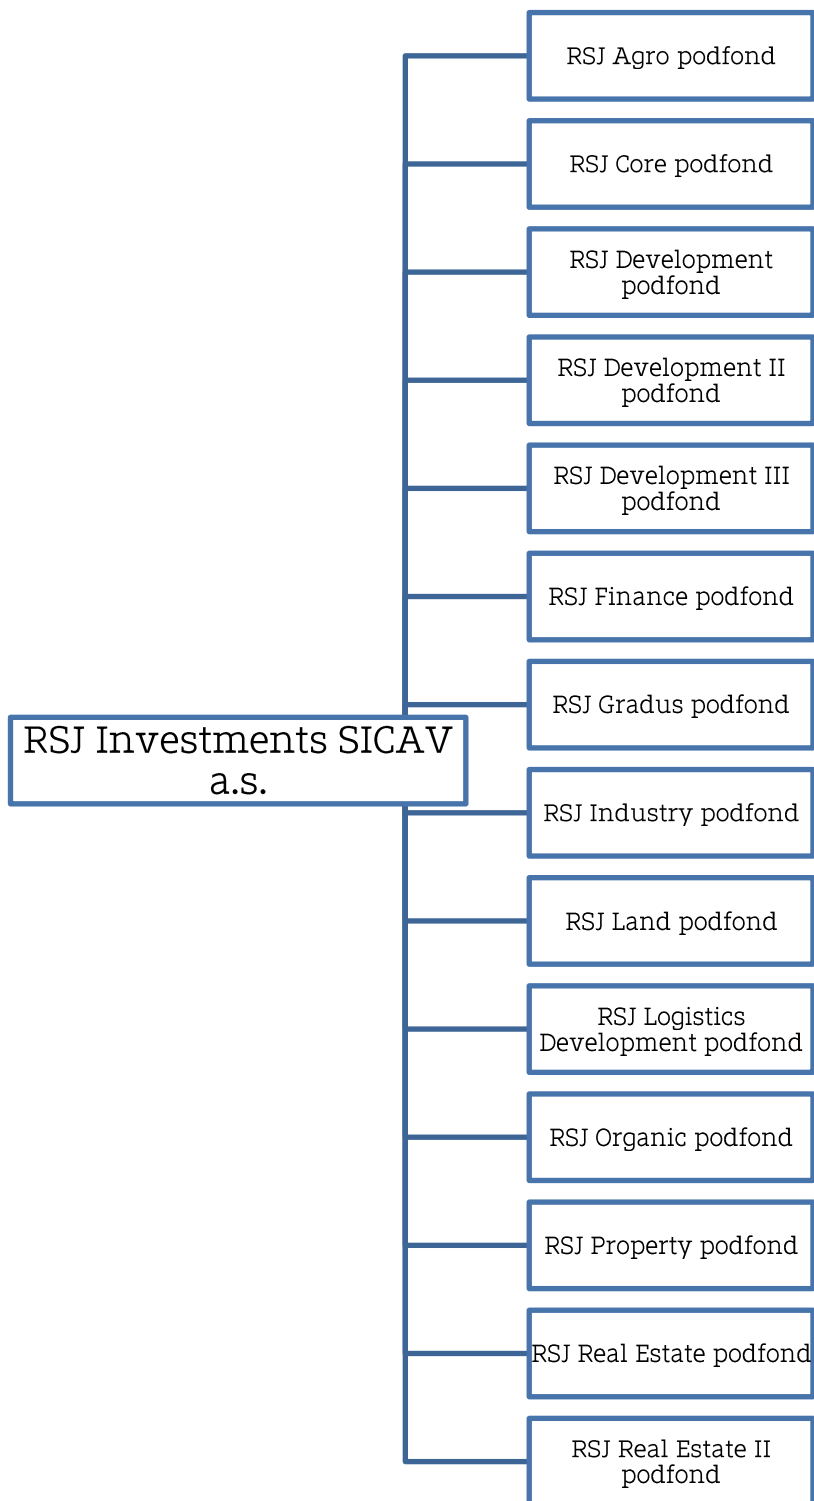 RSJ Agro podfond
RSJ Core podfond
RSJ Development
podfond
RSJ Development II
podfond
RSJ Development III
podfond
RSJ Finance podfond
RSJ Gradus podfond
RSJ Investments SICAV
a.s.
RSJ Industry podfond
RSJ Land podfond
RSJ Logistics
Development podfond
RSJ Organic podfond
RSJ Property podfond
RSJ Real Estate podfond
RSJ Real Estate II
podfond